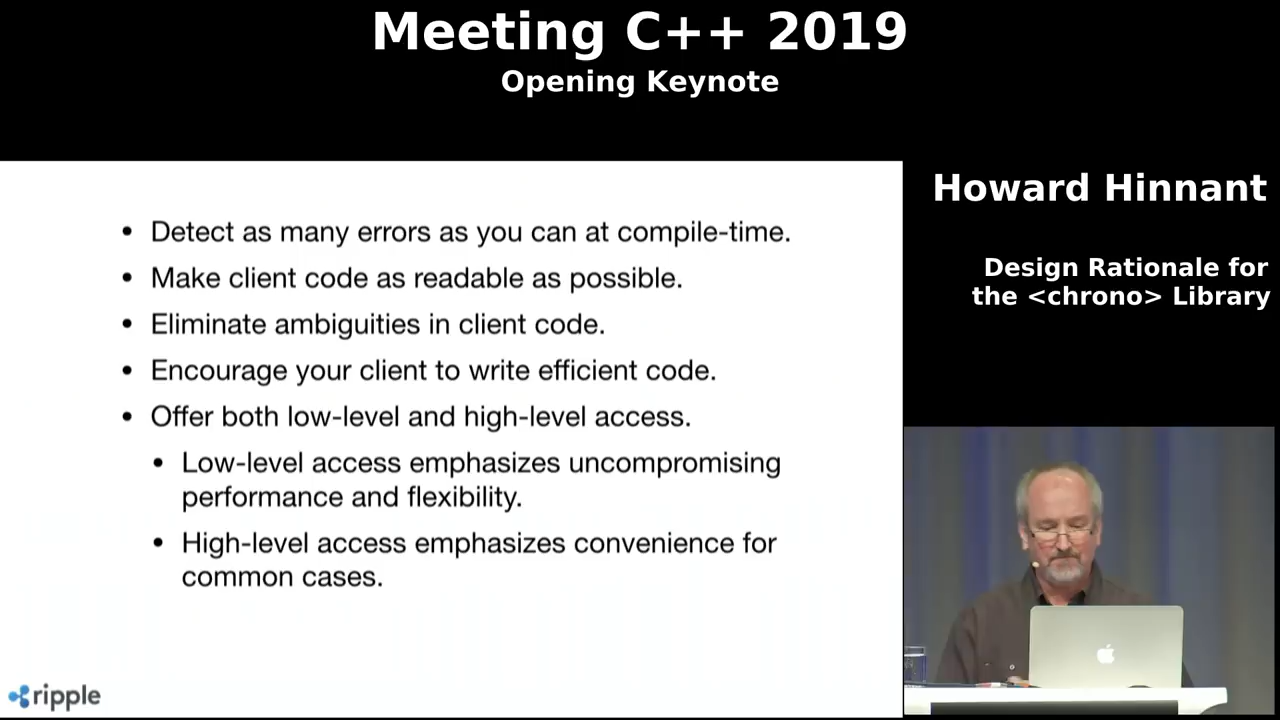 Meeting C++ 2019
Opening Keynote
• Detect as many errors as you can at compile-time.
• Make client code as readable as possible.
• Eliminate ambiguities in client code.
• Encourage your client to write efficient code.
• Offer both low-level and high-level access.
• Low-level access emphasizes uncompromising
performance and flexibility.
• High-level access emphasizes convenience for
common cases.
ripple
Howard Hinnant
Design Rationale for
the <chrono> Library